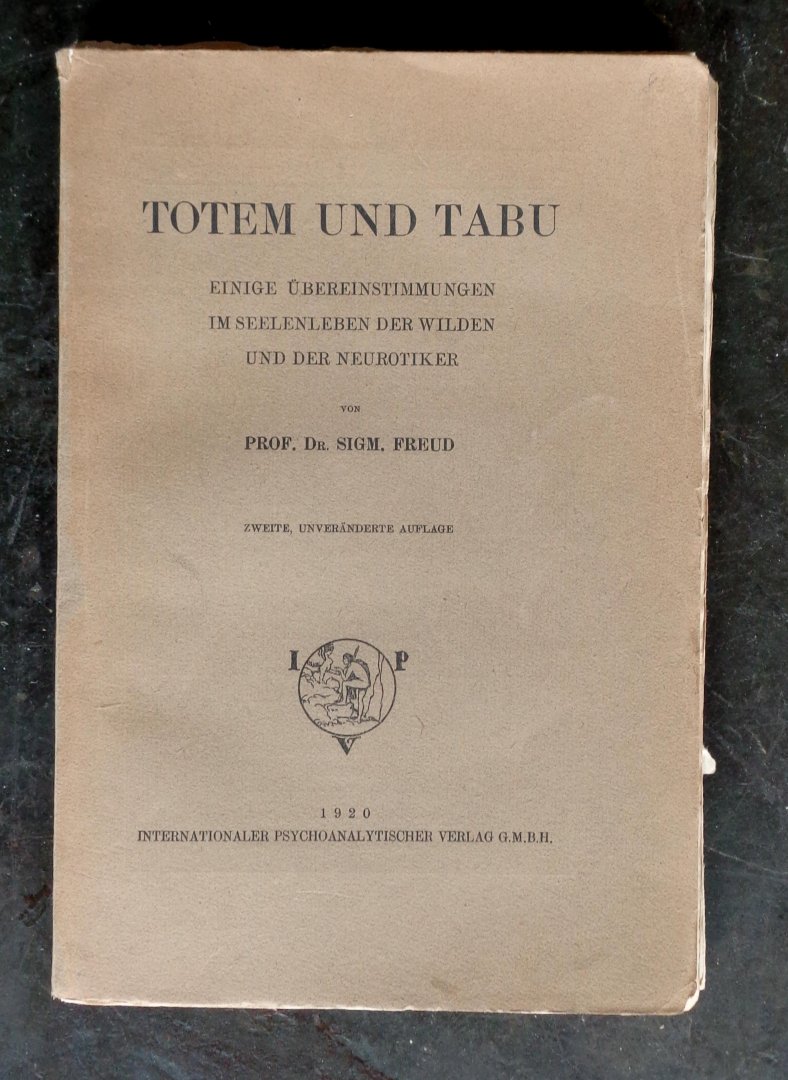 TOTEM UND TABU
EINIGE ÜBEREINSTIMMUNGEN
IM SEELENLEBEN DER WILDEN
UND DER NEUROTIKER
VON
PROF. DR. SIGM. FREUD
ZWEITE, UNVERÄNDERTE AUFLAGE
I P
V
1920
INTERNATIONALER PSYCHOANALYTISCHER VERLAG G.M.B.H.